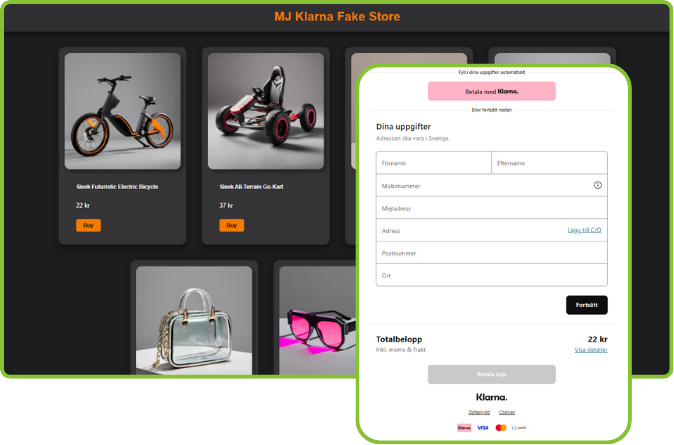 MJ Klarna Fake Store
Sleek Futuristic Electric Bicycle
22 kr
Buy
Sleek All-Terrain Go-Kart
37 kr
Buy
Fyll i dina uppgifter automatiskt
Betala med Klarna.
Eller fortsätt nedan
Dina uppgifter
Adressen ska vara i Sverige.
Förnamn
Efternamn
Mobilnummer
Mejladress
Adress
Lägg till C/O
Postnummer
Ort
Fortsätt
Totalbelopp
22 kr
Inkl. moms & frakt
Visa detaljer
Betala köp
Klarna.
Dataskydd
Cookies
Klarna.
VISA